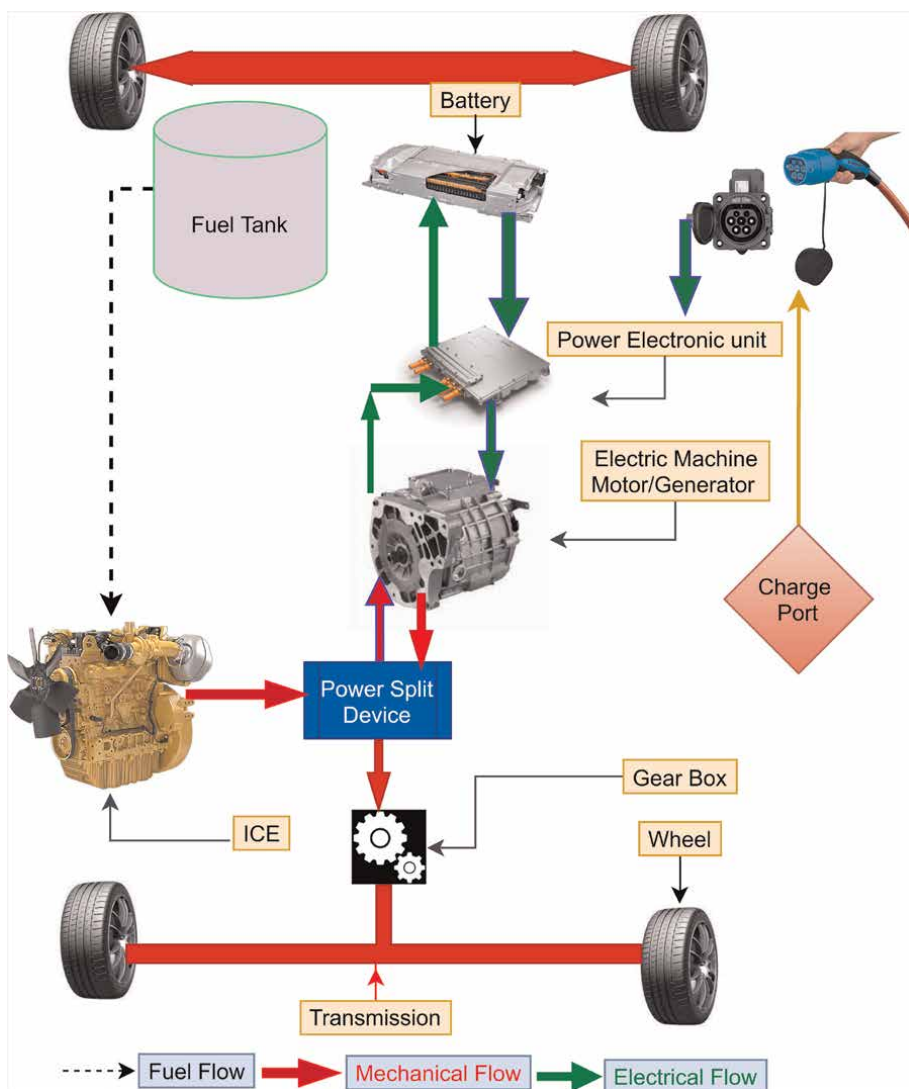 Battery
Fuel Tank
Power Electronic unit
Electric Machine
Motor/Generator
Charge
Port
Power Split
Device
Gear Box
ICE
Wheel
Transmission
Fuel Flow
Mechanical Flow
Electrical Flow